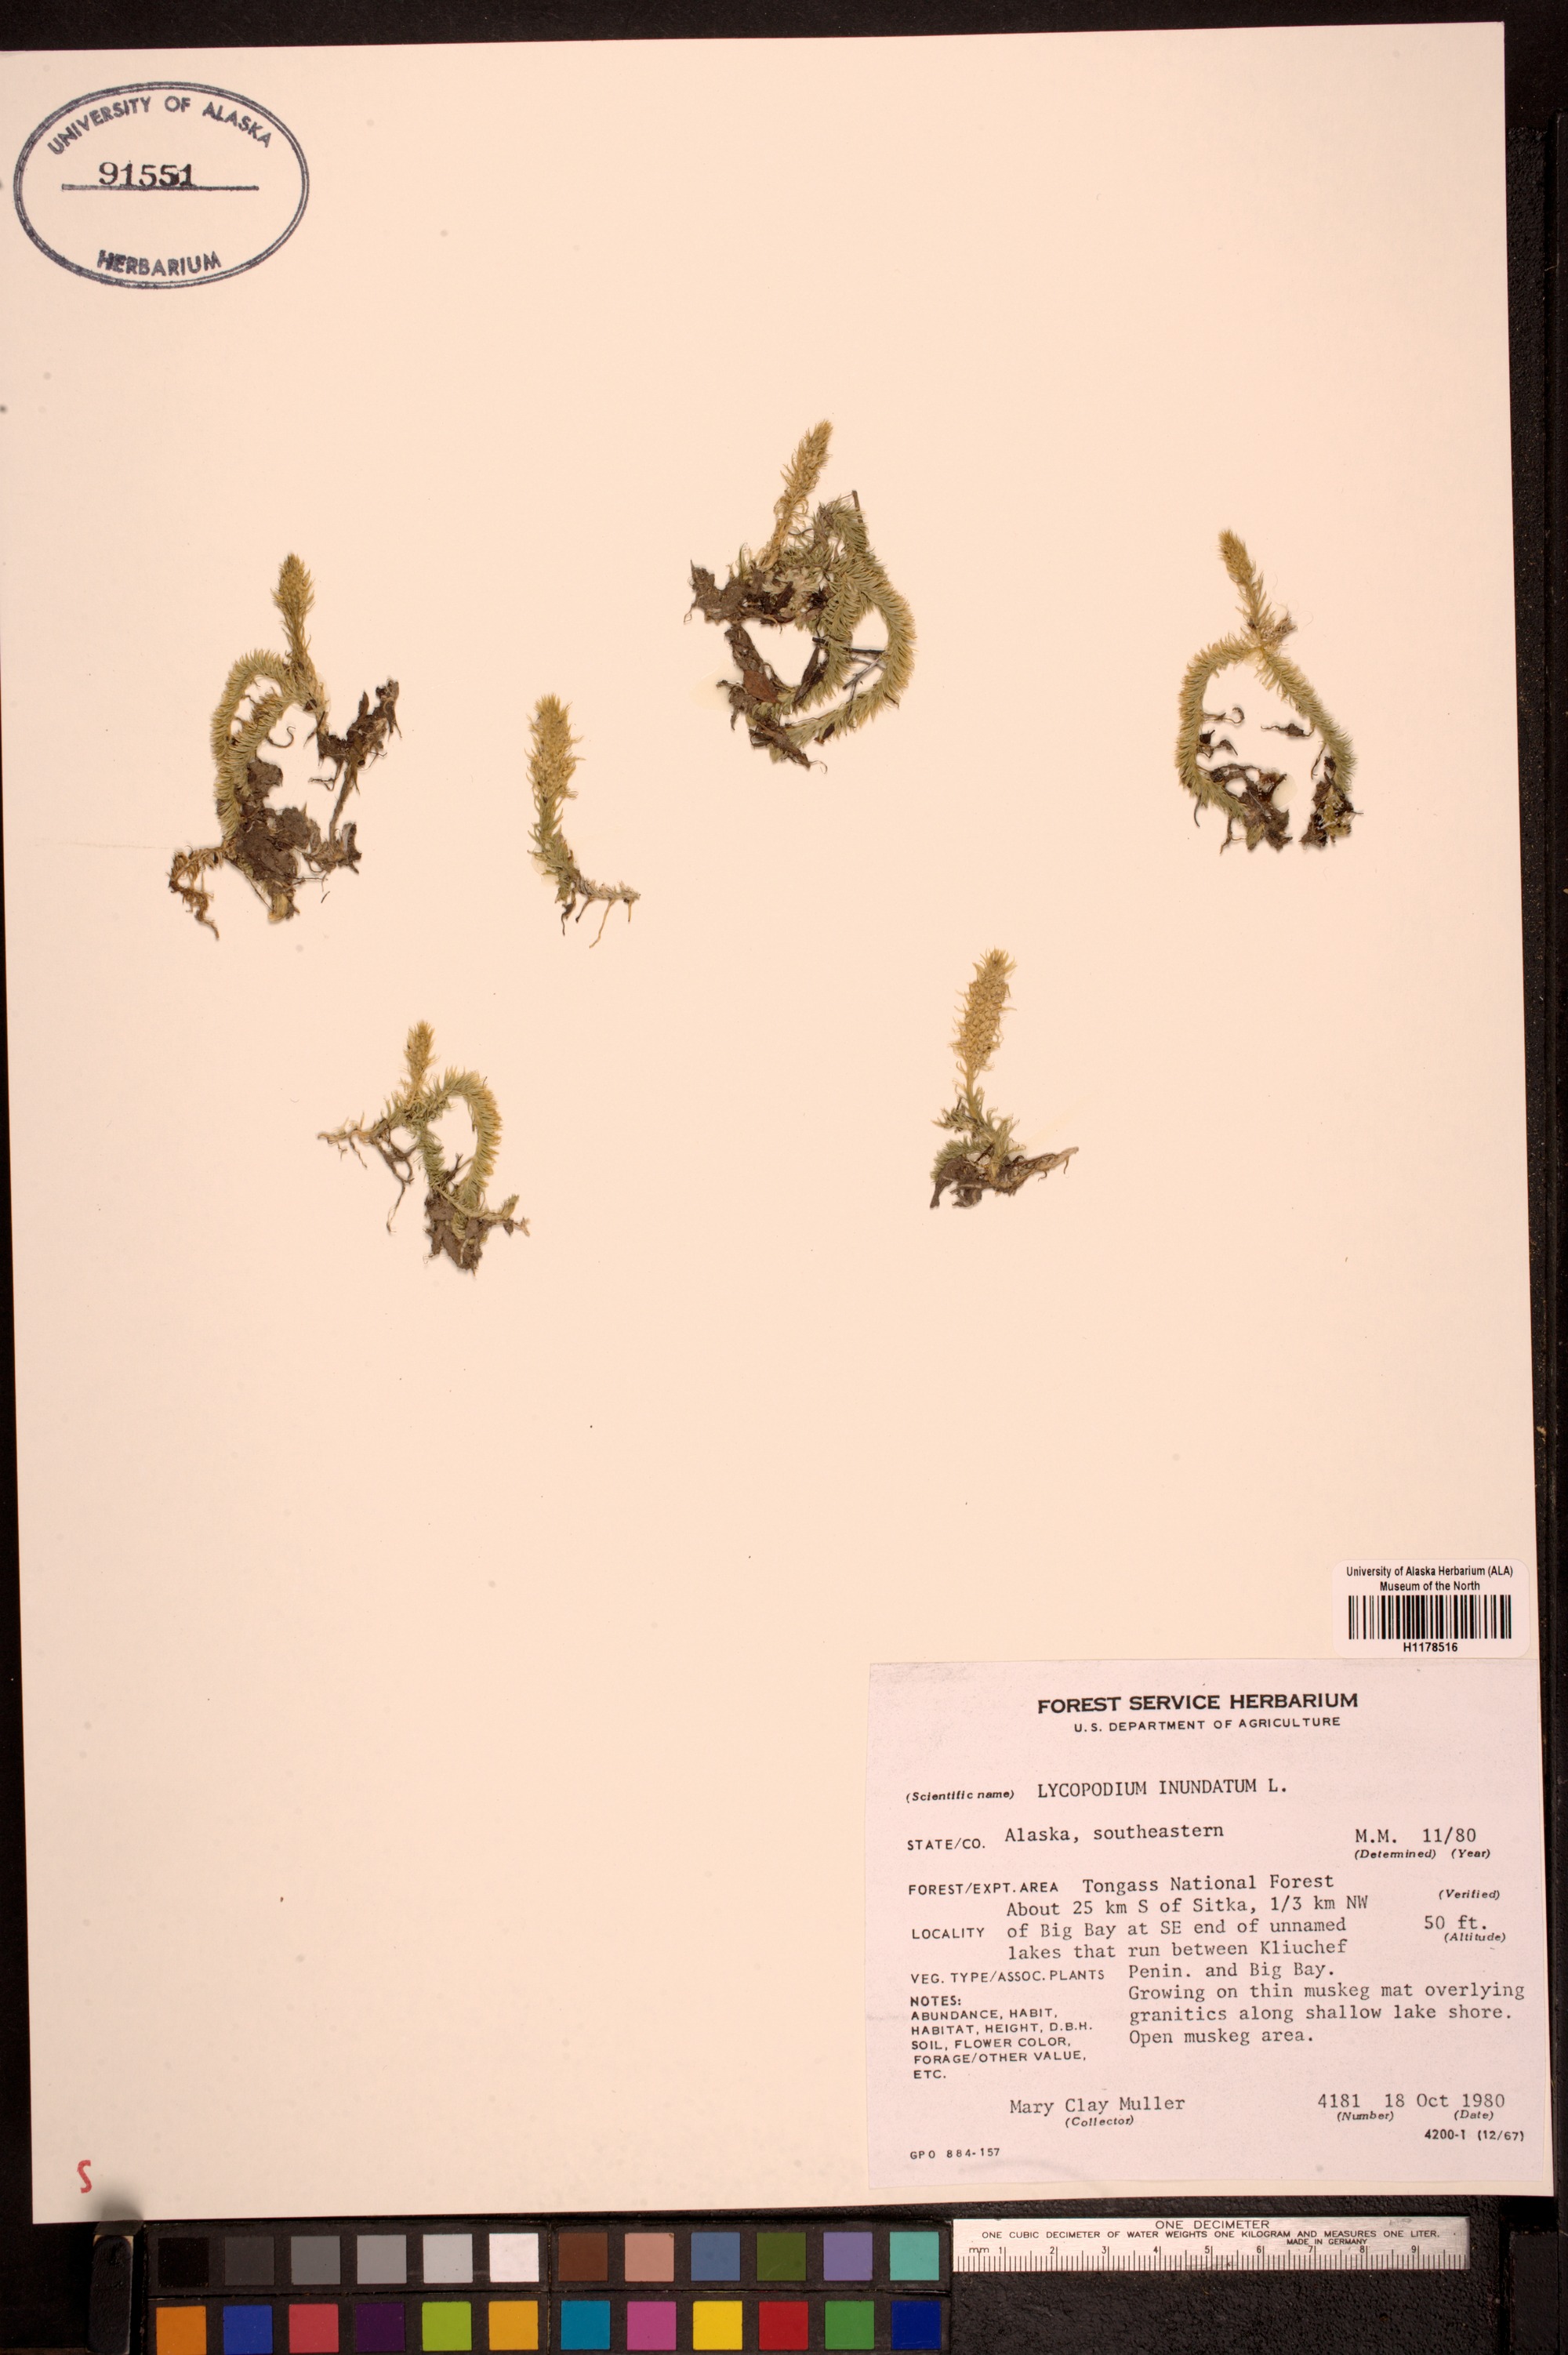 UNIVERSITY OF ALASKA
91551
HERBARIUM
University of Alaska Herbarium (ALA)
Museum of the North
H1178516
FOREST SERVICE HERBARIUM
U.S. DEPARTMENT OF AGRICULTURE
(Scientific name) LYCOPODIUM INUNDATUM L.
STATE/CO. Alaska, southeastern
M.M. 11/80
(Determined) (Year)
FOREST/EXPT. AREA Tongass National Forest
(Verified)
About 25 km S of Sitka, 1/3 km NW
LOCALITY of Big Bay at SE end of unnamed
50 ft.
(Altitude)
lakes that run between Kliuchef
VEG. TYPE/ASSOC. PLANTS Penin. and Big Bay.
NOTES: Growing on thin muskeg mat overlying
ABUNDANCE, HABIT, granitics along shallow lake shore.
HABITAT, HEIGHT, D.B.H. Open muskeg area.
SOIL, FLOWER COLOR,
FORAGE/OTHER VALUE,
ETC.
Mary Clay Muller 4181 18 Oct 1980
(Collector) (Number) (Date)
4200-1 (12/67)
GPO 884-157
S
ONE DECIMETER
ONE CUBIC DECIMETER OF WATER WEIGHTS ONE KILOGRAM AND MEASURES ONE LITER.
MADE IN GERMANY
mm 1 2 3 4 5 6 7 8 9